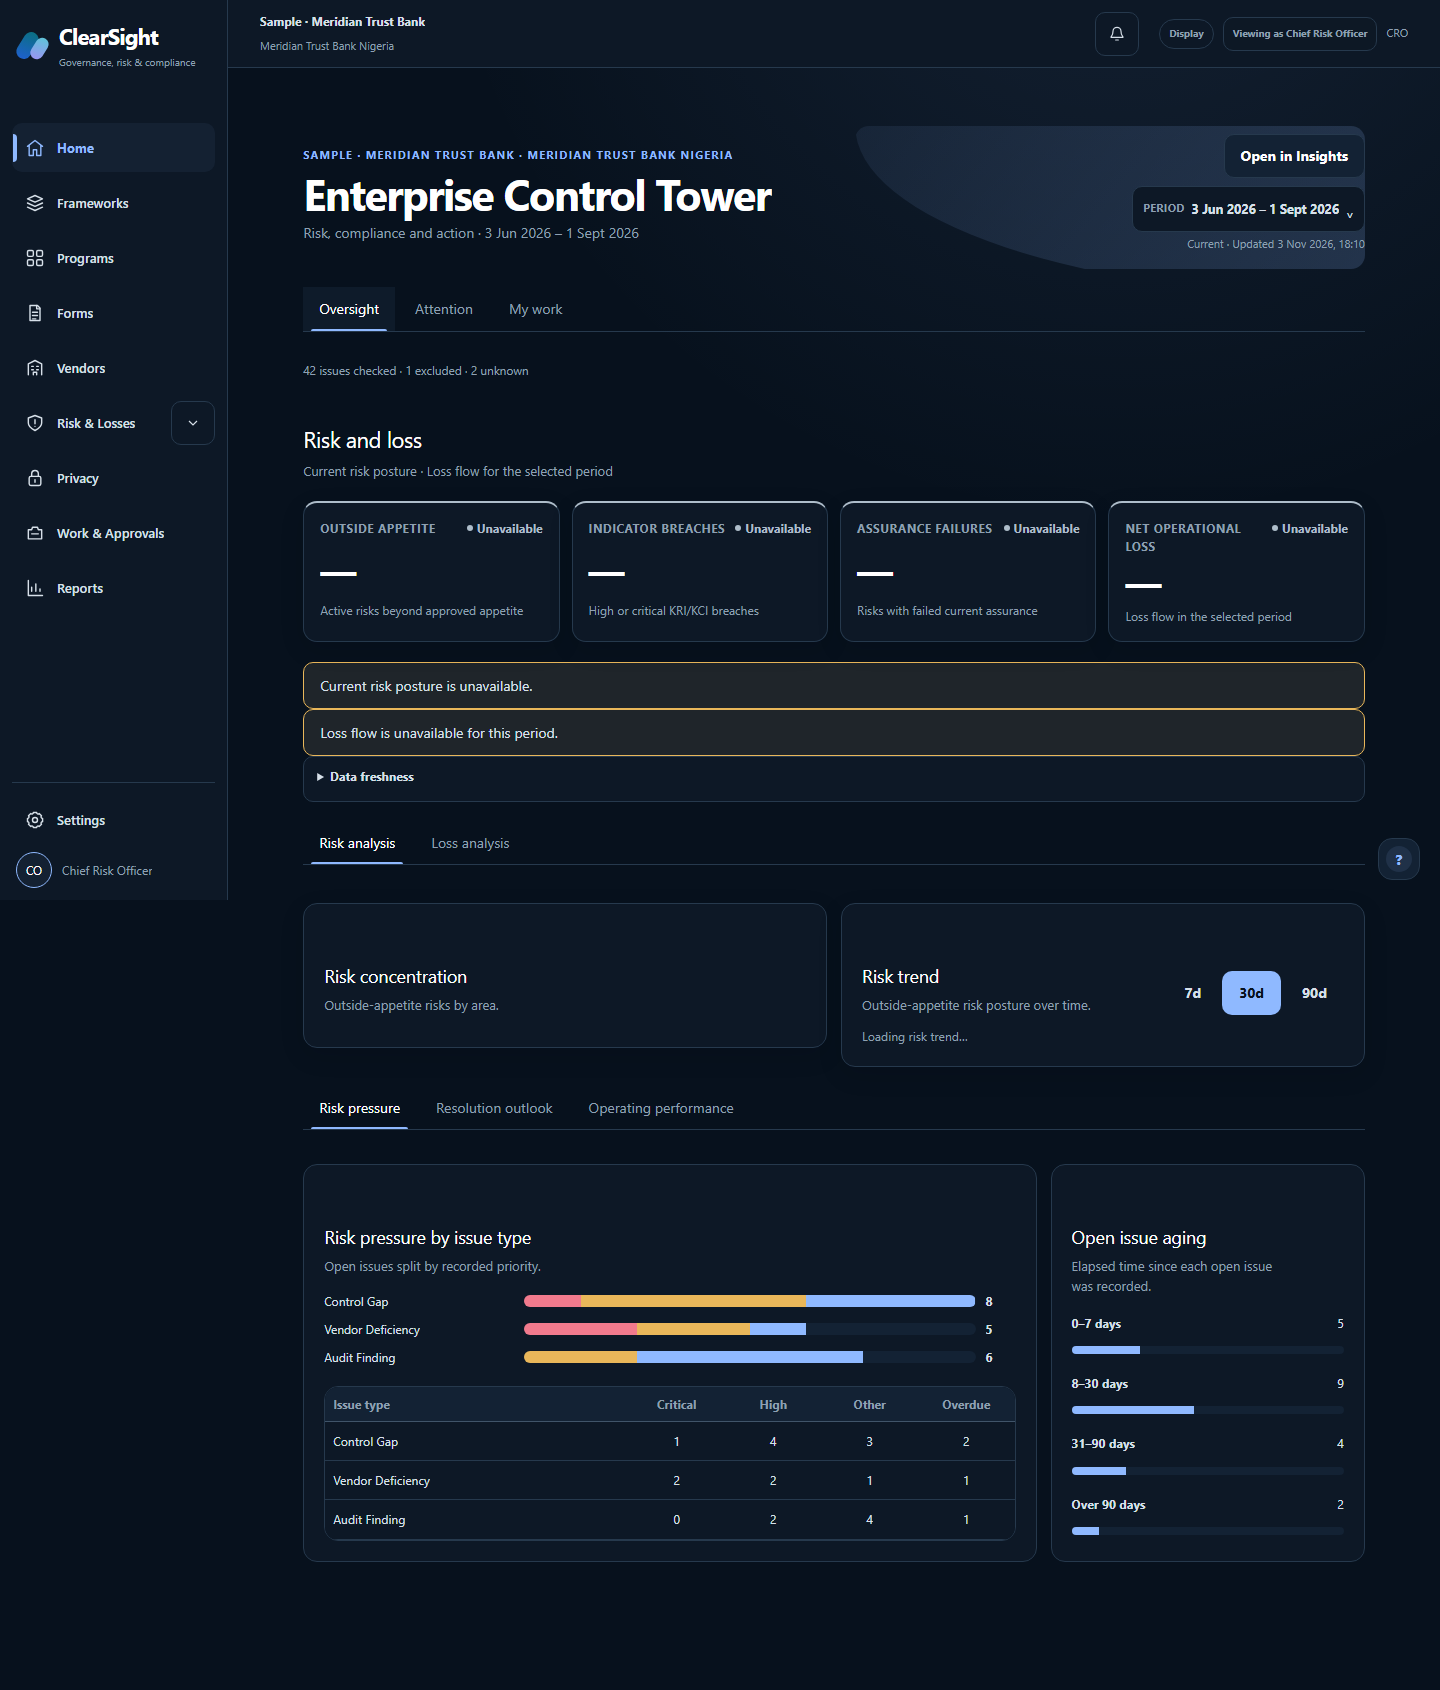 ClearSight
Governance, risk & compliance
Home
Frameworks
Programs
Forms
Vendors
Risk & Losses
Privacy
Work & Approvals
Reports
Settings
CO
Chief Risk Officer
Sample · Meridian Trust Bank
Meridian Trust Bank Nigeria
Display
Viewing as Chief Risk Officer
CRO
SAMPLE · MERIDIAN TRUST BANK · MERIDIAN TRUST BANK NIGERIA
Enterprise Control Tower
Risk, compliance and action · 3 Jun 2026 – 1 Sept 2026
Open in Insights
PERIOD 3 Jun 2026 – 1 Sept 2026
Current · Updated 3 Nov 2026, 18:10
Oversight
Attention
My work
42 issues checked · 1 excluded · 2 unknown
Risk and loss
Current risk posture · Loss flow for the selected period
OUTSIDE APPETITE
Unavailable
—
Active risks beyond approved appetite
INDICATOR BREACHES
Unavailable
—
High or critical KRI/KCI breaches
ASSURANCE FAILURES
Unavailable
—
Risks with failed current assurance
NET OPERATIONAL
LOSS
Unavailable
—
Loss flow in the selected period
Current risk posture is unavailable.
Loss flow is unavailable for this period.
Data freshness
Risk analysis
Loss analysis
?
Risk concentration
Outside-appetite risks by area.
Risk trend
Outside-appetite risk posture over time.
7d
30d
90d
Loading risk trend...
Risk pressure
Resolution outlook
Operating performance
Risk pressure by issue type
Open issues split by recorded priority.
Control Gap 8
Vendor Deficiency 5
Audit Finding 6
Issue type Critical High Other Overdue
Control Gap 1 4 3 2
Vendor Deficiency 2 2 1 1
Audit Finding 0 2 4 1
Open issue aging
Elapsed time since each open issue
was recorded.
0–7 days 5
8–30 days 9
31–90 days 4
Over 90 days 2